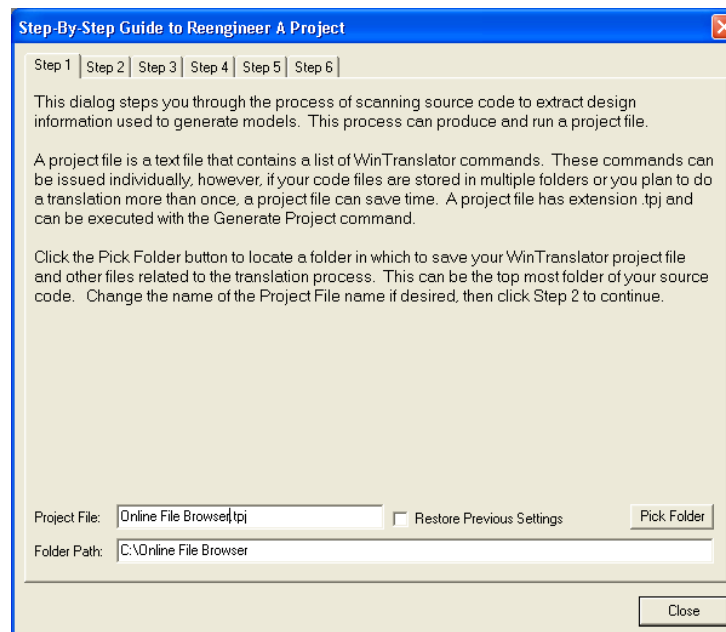 Step-By-Step Guide to Reengineer A Project
Step 1 Step 2 Step 3 Step 4 Step 5 Step 6
This dialog steps you through the process of scanning source code to extract design
information used to generate models. This process can produce and run a project file.
A project file is a text file that contains a list of WinTranslator commands. These commands can
be issued individually, however, if your code files are stored in multiple folders or you plan to do
a translation more than once, a project file can save time. A project file has extension .tpj and
can be executed with the Generate Project command.
Click the Pick Folder button to locate a folder in which to save your WinTranslator project file
and other files related to the translation process. This can be the top most folder of your source
code. Change the name of the Project File name if desired, then click Step 2 to continue.
Project File: Online File Browser.tpj Restore Previous Settings Pick Folder
Folder Path: C:\Online File Browser
Close